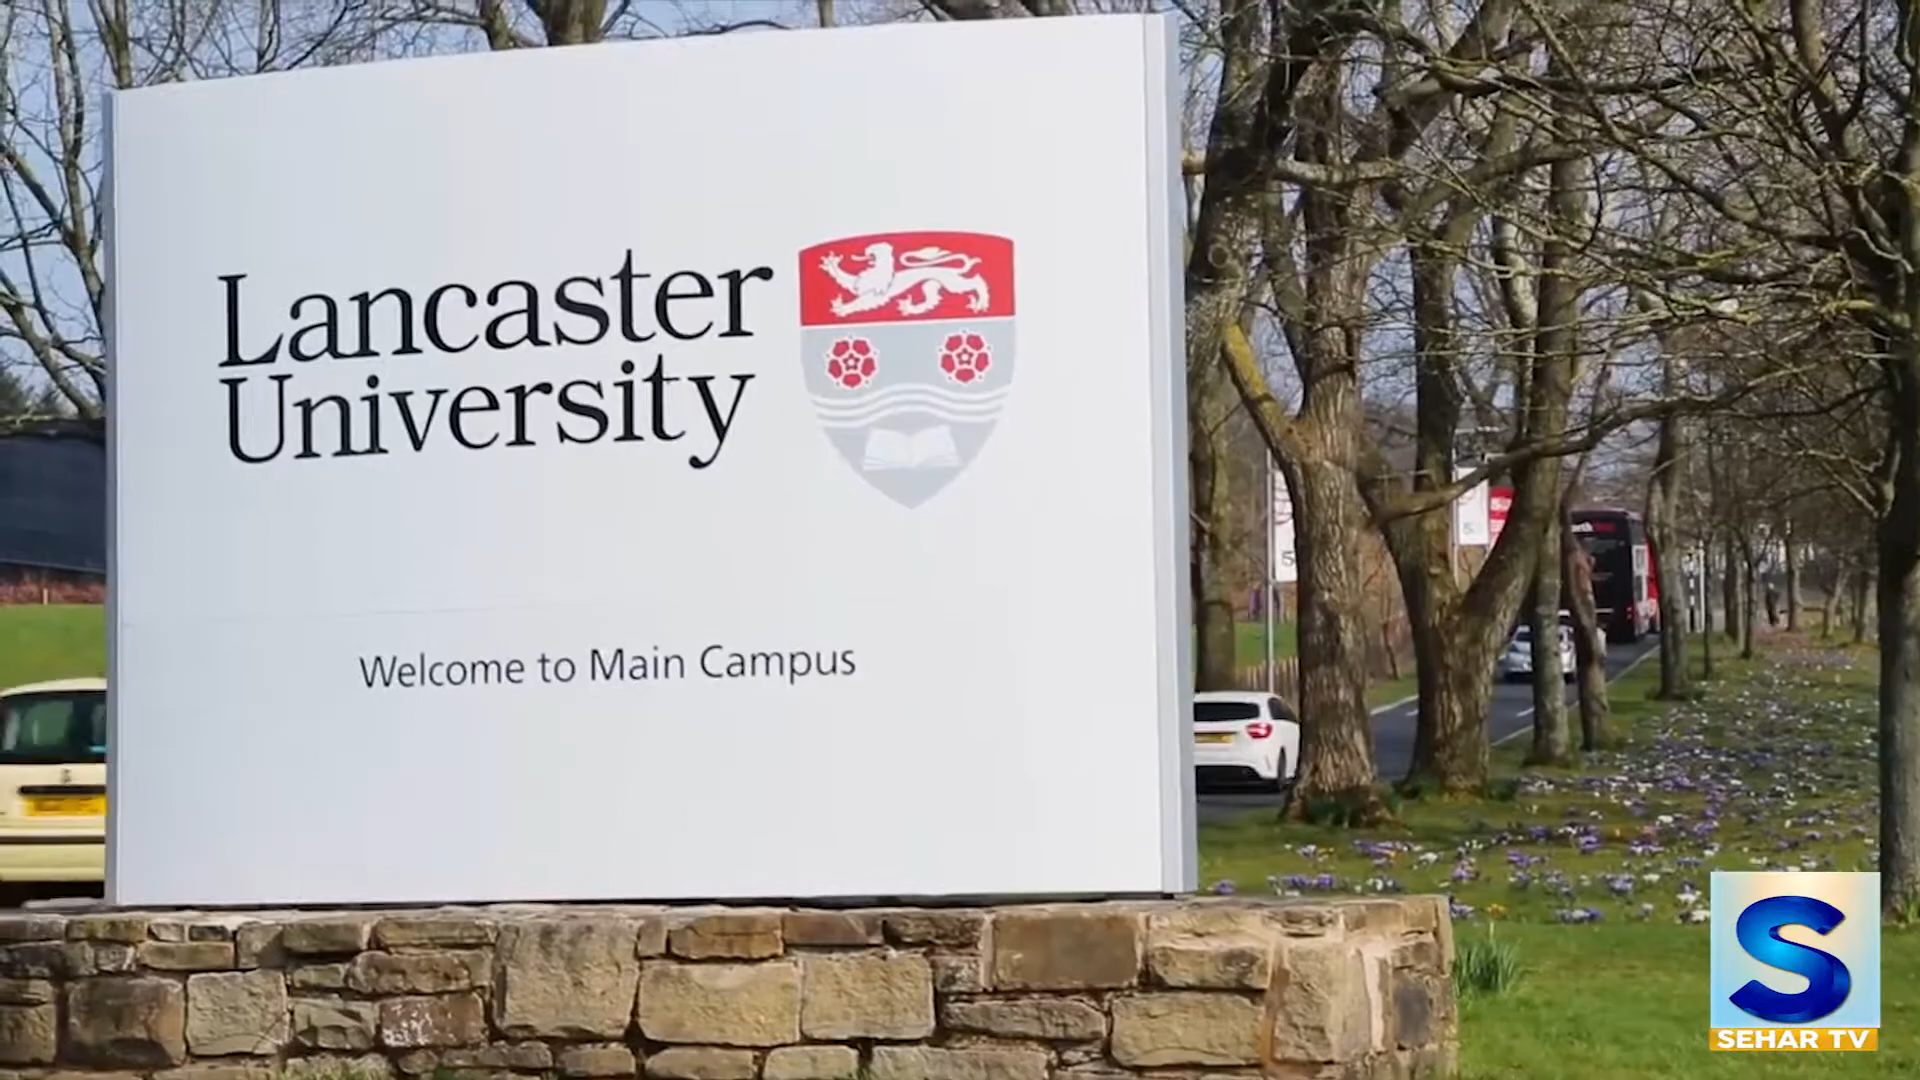 Lancaster
University
Welcome to Main Campus
S
SEHAR TV